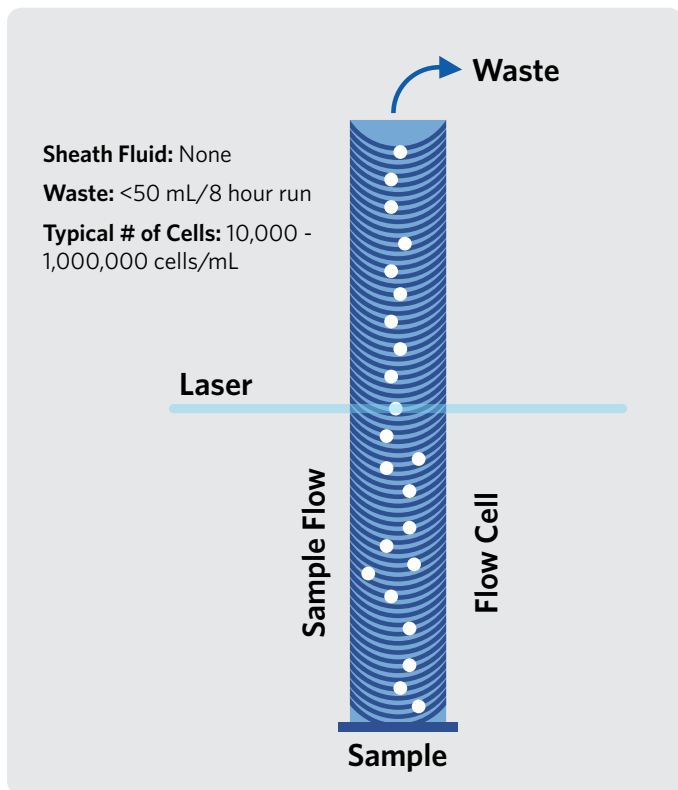 Waste
Sheath Fluid: None
Waste: <50 mL/8 hour run
Typical # of Cells: 10,000 -
1,000,000 cells/mL
Laser
Sample Flow
Flow Cell
Sample